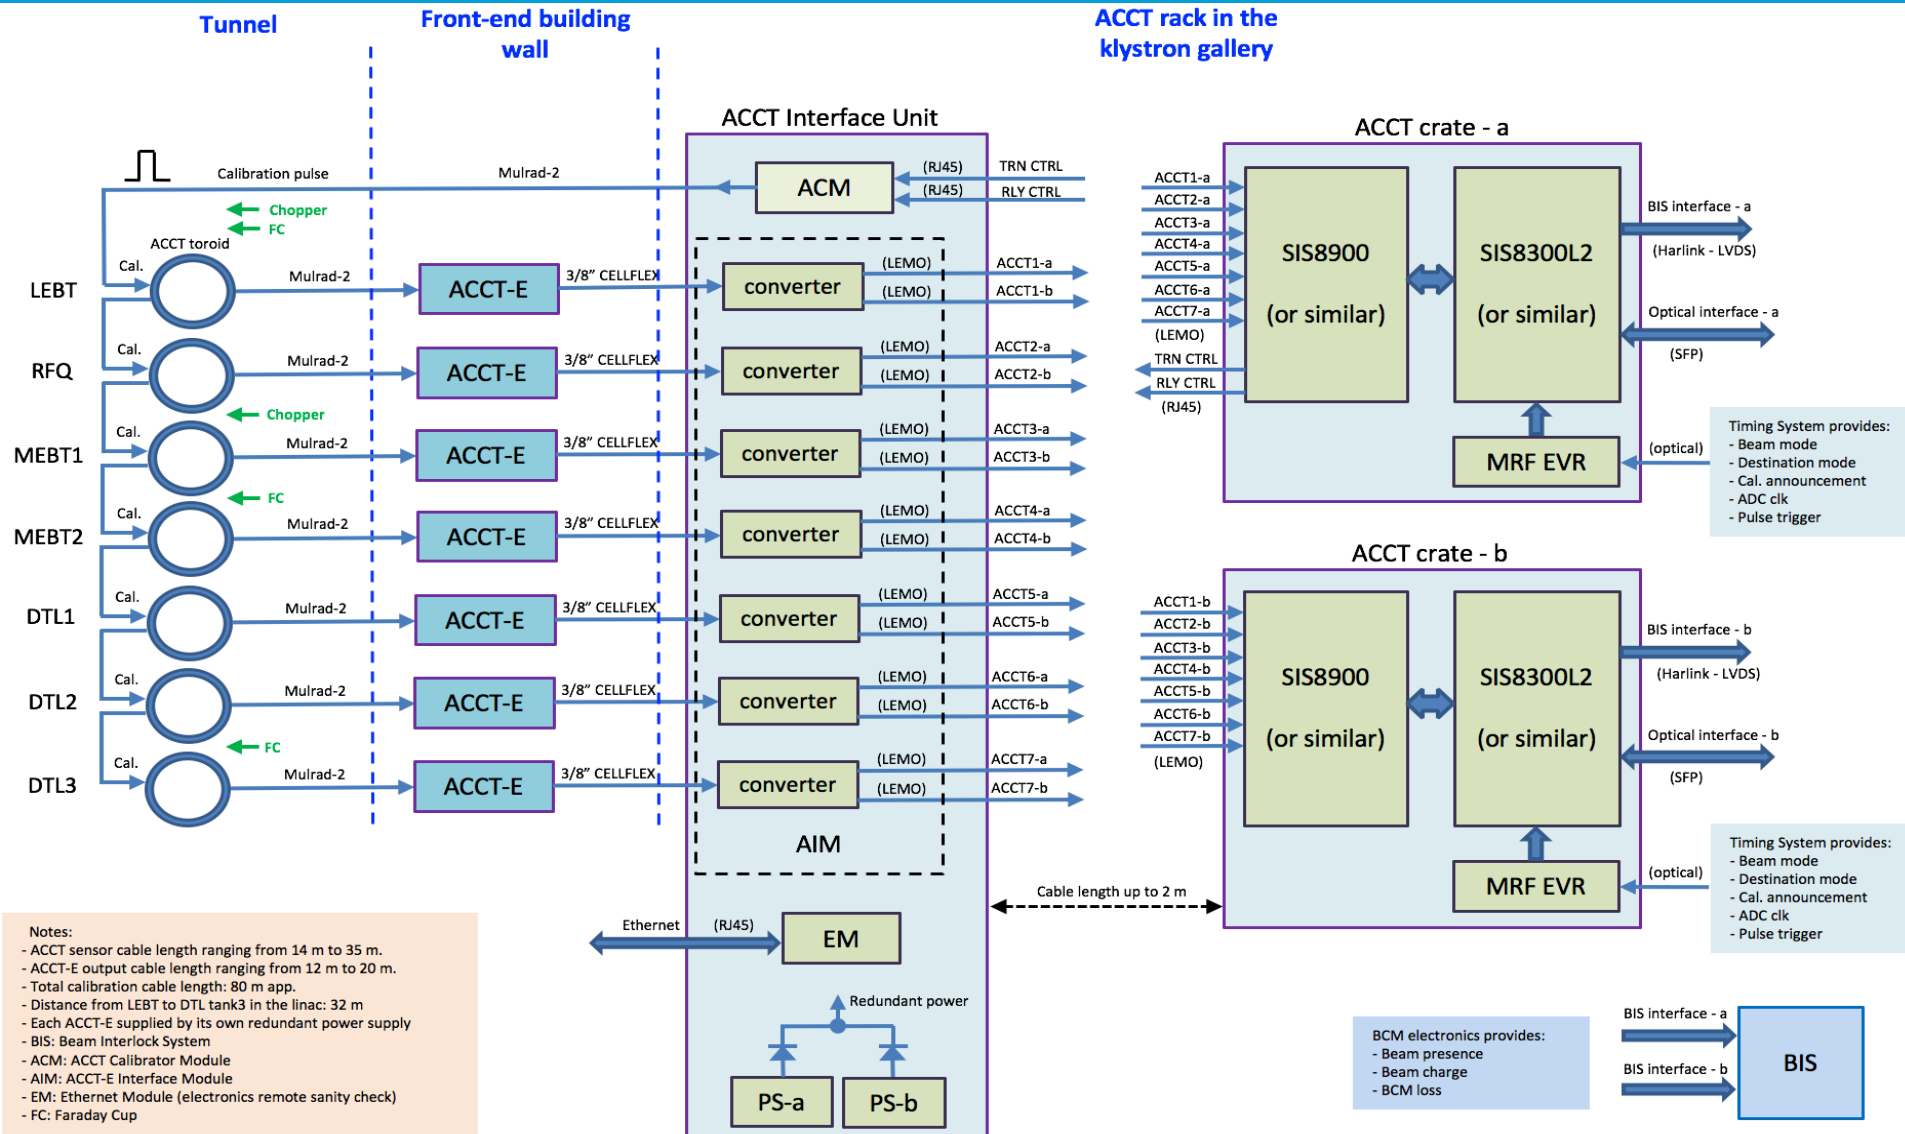 Tunnel
Front-end building
wall
ACCT rack in the
klystron gallery
ACCT Interface Unit
Calibration pulse
Mulrad-2
ACM
(RJ45)
TRN CTRL
(RJ45)
RLY CTRL
Chopper
FC
ACCT toroid
LEBT
Cal.
Mulrad-2
ACCT-E
3/8” CELLFLEX
converter
(LEMO)
ACCT1-a
(LEMO)
ACCT1-b
RFQ
Cal.
Mulrad-2
ACCT-E
3/8” CELLFLEX
converter
(LEMO)
ACCT2-a
(LEMO)
ACCT2-b
Chopper
MEBT1
Cal.
Mulrad-2
ACCT-E
3/8” CELLFLEX
converter
(LEMO)
ACCT3-a
(LEMO)
ACCT3-b
FC
MEBT2
Cal.
Mulrad-2
ACCT-E
3/8” CELLFLEX
converter
(LEMO)
ACCT4-a
(LEMO)
ACCT4-b
DTL1
Cal.
Mulrad-2
ACCT-E
3/8” CELLFLEX
converter
(LEMO)
ACCT5-a
(LEMO)
ACCT5-b
DTL2
Cal.
Mulrad-2
ACCT-E
3/8” CELLFLEX
converter
(LEMO)
ACCT6-a
(LEMO)
ACCT6-b
FC
DTL3
Cal.
Mulrad-2
ACCT-E
3/8” CELLFLEX
converter
(LEMO)
ACCT7-a
(LEMO)
ACCT7-b
AIM
Cable length up to 2 m
Ethernet
(RJ45)
EM
Redundant power
PS-a
PS-b
ACCT crate - a
ACCT1-a
ACCT2-a
ACCT3-a
ACCT4-a
ACCT5-a
ACCT6-a
ACCT7-a
(LEMO)
TRN CTRL
RLY CTRL
(RJ45)
SIS8900
(or similar)
SIS8300L2
(or similar)
MRF EVR
BIS interface - a
(Harlink - LVDS)
Optical interface - a
(SFP)
(optical)
Timing System provides:
- Beam mode
- Destination mode
- Cal. announcement
- ADC clk
- Pulse trigger
ACCT crate - b
ACCT1-b
ACCT2-b
ACCT3-b
ACCT4-b
ACCT5-b
ACCT6-b
ACCT7-b
(LEMO)
SIS8900
(or similar)
SIS8300L2
(or similar)
MRF EVR
BIS interface - b
(Harlink - LVDS)
Optical interface - b
(SFP)
(optical)
Timing System provides:
- Beam mode
- Destination mode
- Cal. announcement
- ADC clk
- Pulse trigger
Notes:
- ACCT sensor cable length ranging from 14 m to 35 m.
- ACCT-E output cable length ranging from 12 m to 20 m.
- Total calibration cable length: 80 m app.
- Distance from LEBT to DTL tank3 in the linac: 32 m
- Each ACCT-E supplied by its own redundant power supply
- BIS: Beam Interlock System
- ACM: ACCT Calibrator Module
- AIM: ACCT-E Interface Module
- EM: Ethernet Module (electronics remote sanity check)
- FC: Faraday Cup
BCM electronics provides:
- Beam presence
- Beam charge
- BCM loss
BIS interface - a
BIS interface - b
BIS